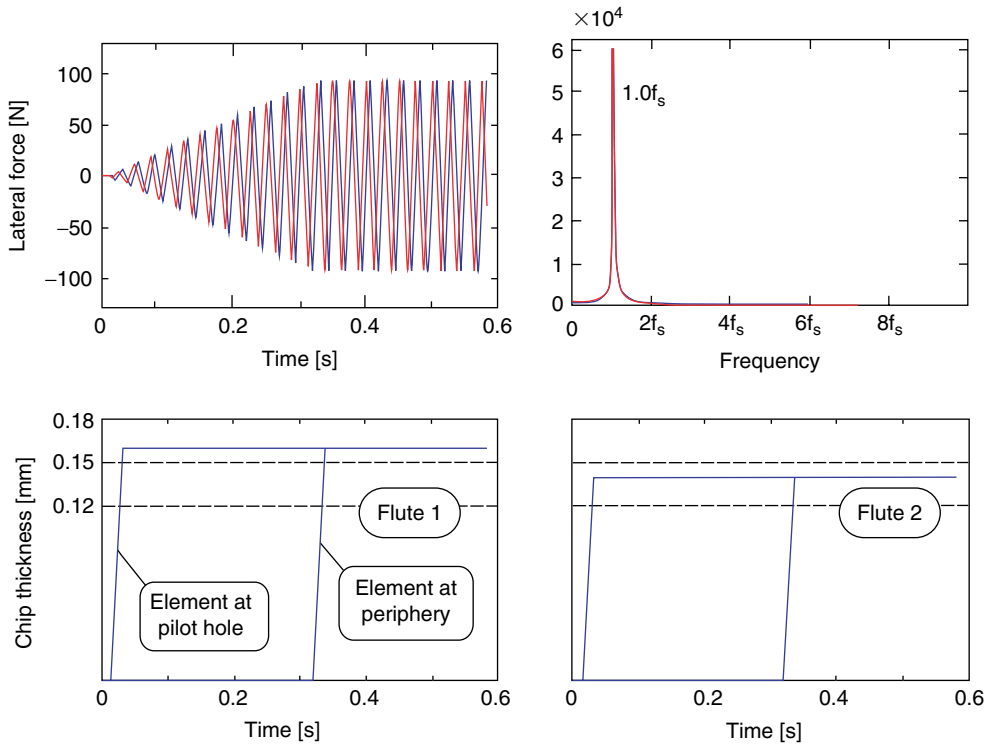 Lateral force [N]
100
50
0
−50
−100
0
0.2
0.4
0.6
Time [s]
×10⁴
6
5
4
3
2
1
0
1.0fₛ
0
2fₛ
4fₛ
6fₛ
8fₛ
Frequency
Chip thickness [mm]
0.18
0.15
0.12
Flute 1
Element at
pilot hole
Element at
periphery
0
0.2
0.4
0.6
Time [s]
Flute 2
0
0.2
0.4
0.6
Time [s]